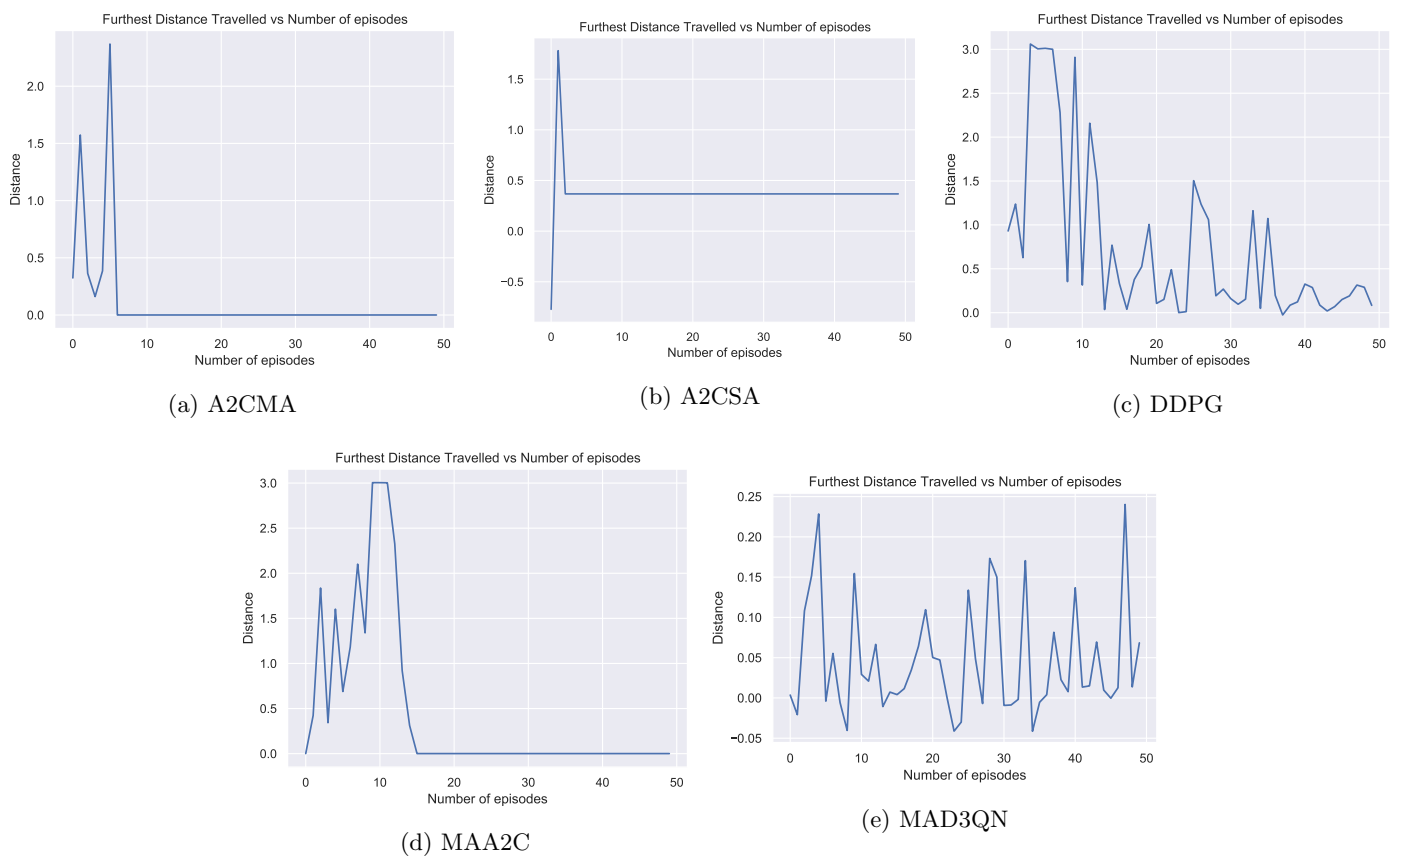 Furthest Distance Travelled vs Number of episodes
Distance
2.0
1.5
1.0
0.5
0.0
0 10 20 30 40 50
Number of episodes
(a) A2CMA
Furthest Distance Travelled vs Number of episodes
Distance
1.5
1.0
0.5
0.0
−0.5
0 10 20 30 40 50
Number of episodes
(b) A2CSA
Furthest Distance Travelled vs Number of episodes
Distance
3.0
2.5
2.0
1.5
1.0
0.5
0.0
0 10 20 30 40 50
Number of episodes
(c) DDPG
Furthest Distance Travelled vs Number of episodes
Distance
3.0
2.5
2.0
1.5
1.0
0.5
0.0
0 10 20 30 40 50
Number of episodes
(d) MAA2C
Furthest Distance Travelled vs Number of episodes
Distance
0.25
0.20
0.15
0.10
0.05
0.00
−0.05
0 10 20 30 40 50
Number of episodes
(e) MAD3QN